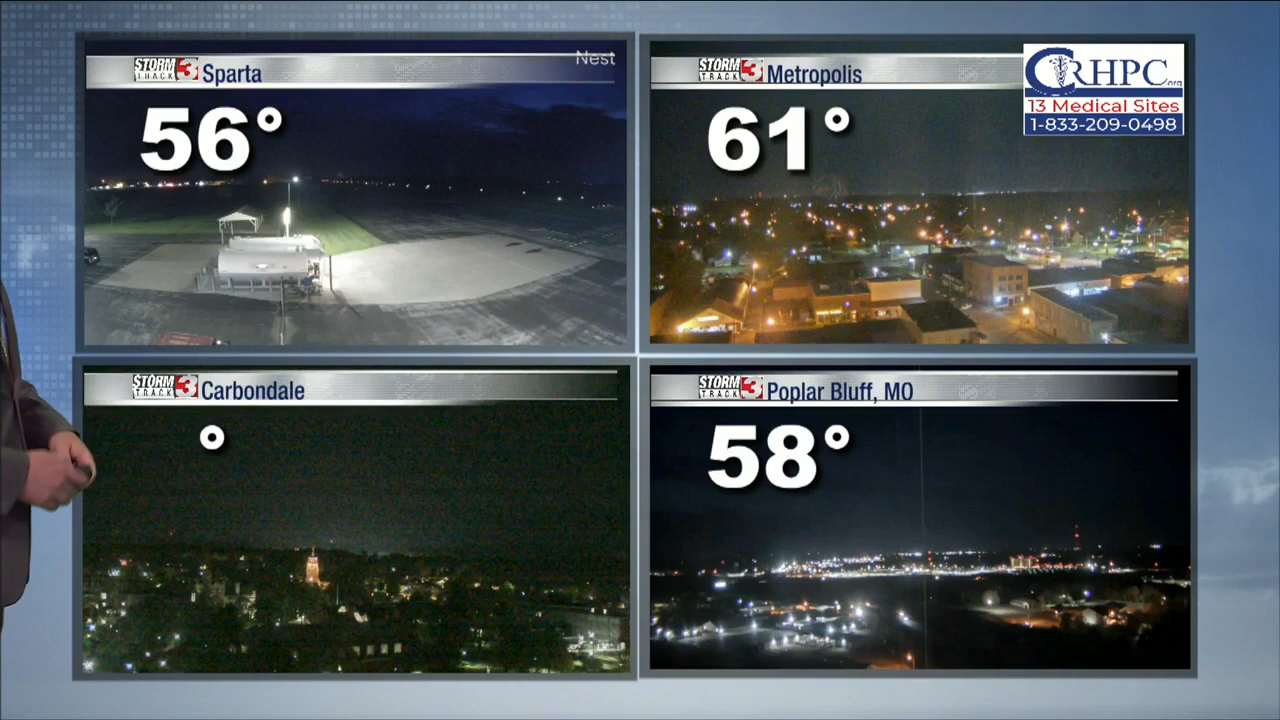 STORM TRACK 3 Sparta
Nest
56°
STORM TRACK 3 Metropolis
61°
CRHPC.org
13 Medical Sites
1-833-209-0498
STORM TRACK 3 Carbondale
°
STORM TRACK 3 Poplar Bluff, MO
58°